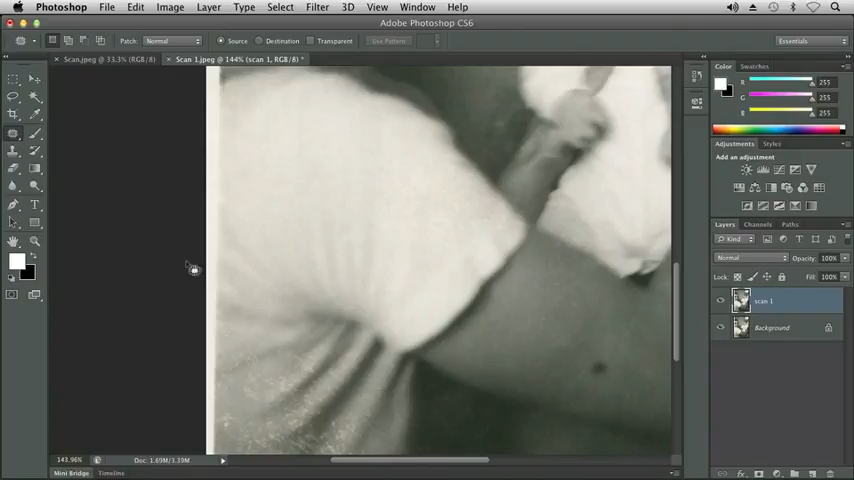 Photoshop File Edit Image Layer Type Select Filter 3D View Window Help
Adobe Photoshop CS6
Patch: Normal Source Destination Transparent Use Pattern Essentials
× Scan.jpeg @ 33.3% (RGB/8) × Scan 1.jpeg @ 144% (scan 1, RGB/8) *
Color Swatches
R 255
G 255
B 255
Adjustments Styles
Add an adjustment
Layers Channels Paths
Kind
Normal Opacity: 100%
Lock: Fill: 100%
scan 1
Background
143.96% Doc: 1.69M/3.39M
Mini Bridge Timeline